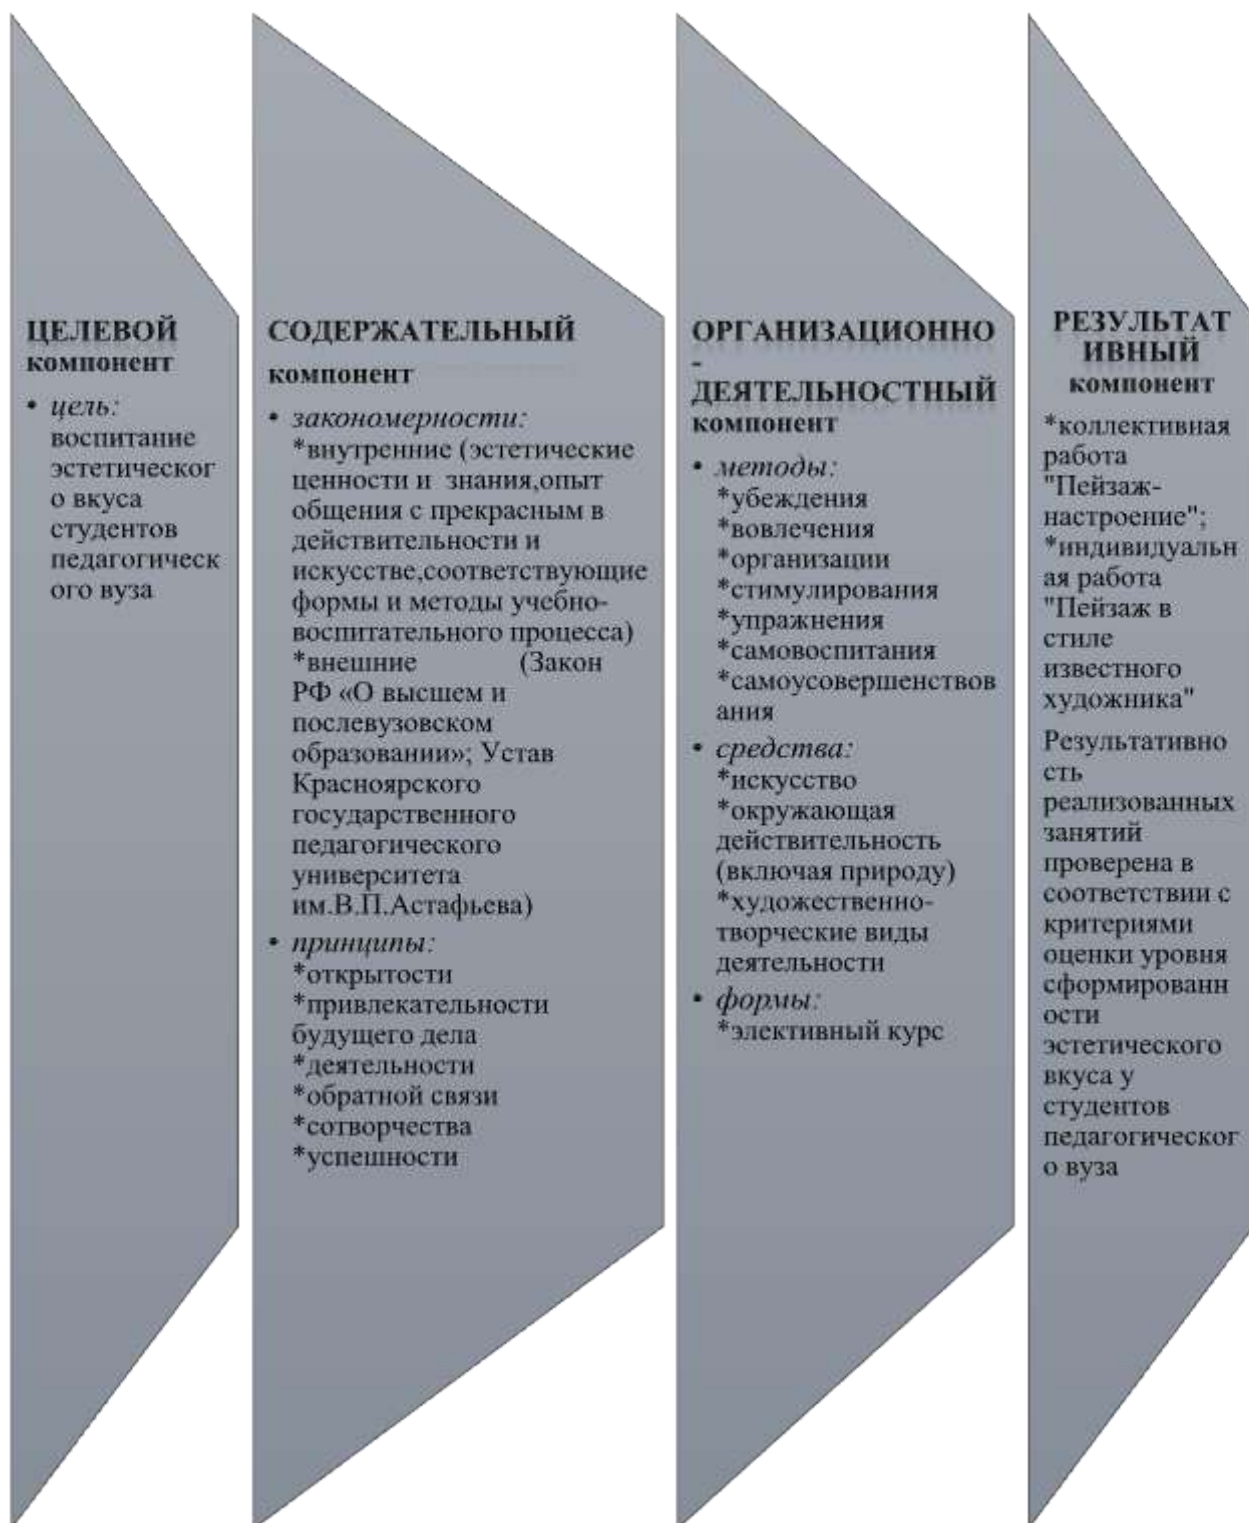 ЦЕЛЕВОЙ
компонент
• цель:
воспитание
эстетическог
о вкуса
студентов
педагогическ
ого вуза
СОДЕРЖАТЕЛЬНЫЙ
компонент
• закономерности:
*внутренние (эстетические
ценности и знания,опыт
общения с прекрасным в
действительности и
искусстве,соответствующие
формы и методы учебно-
воспитательного процесса)
*внешние (Закон
РФ «О высшем и
послевузовском
образовании»; Устав
Красноярского
государственного
педагогического
университета
им.В.П.Астафьева)
• принципы:
*открытости
*привлекательности
будущего дела
*деятельности
*обратной связи
*сотворчества
*успешности
ОРГАНИЗАЦИОННО
-
ДЕЯТЕЛЬНОСТНЫЙ
компонент
• методы:
*убеждения
*вовлечения
*организации
*стимулирования
*упражнения
*самовоспитания
*самоусовершенствов
ания
• средства:
*искусство
*окружающая
действительность
(включая природу)
*художественно-
творческие виды
деятельности
• формы:
*элективный курс
РЕЗУЛЬТАТ
ИВНЫЙ
компонент
*коллективная
работа
"Пейзаж-
настроение";
*индивидуальн
ая работа
"Пейзаж в
стиле
известного
художника"
Результативно
сть
реализованных
занятий
проверена в
соответствии с
критериями
оценки уровня
сформированн
ости
эстетического
вкуса у
студентов
педагогическог
о вуза